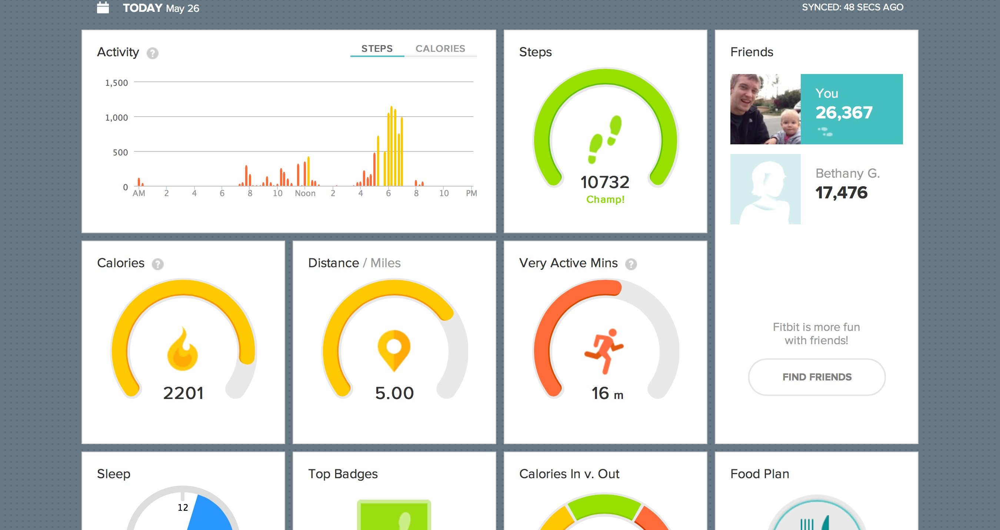 TODAY May 26
SYNCED: 48 SECS AGO
Activity ?
STEPS CALORIES
1,500
1,000
500
0
AM 2 4 6 8 10 Noon 2 4 6 8 10 PM
Steps
10732
Champ!
Friends
You
26,367
Bethany G.
17,476
Fitbit is more fun
with friends!
FIND FRIENDS
Calories ?
2201
Distance / Miles
5.00
Very Active Mins ?
16 m
Sleep
12
Top Badges
Calories In v. Out
Food Plan